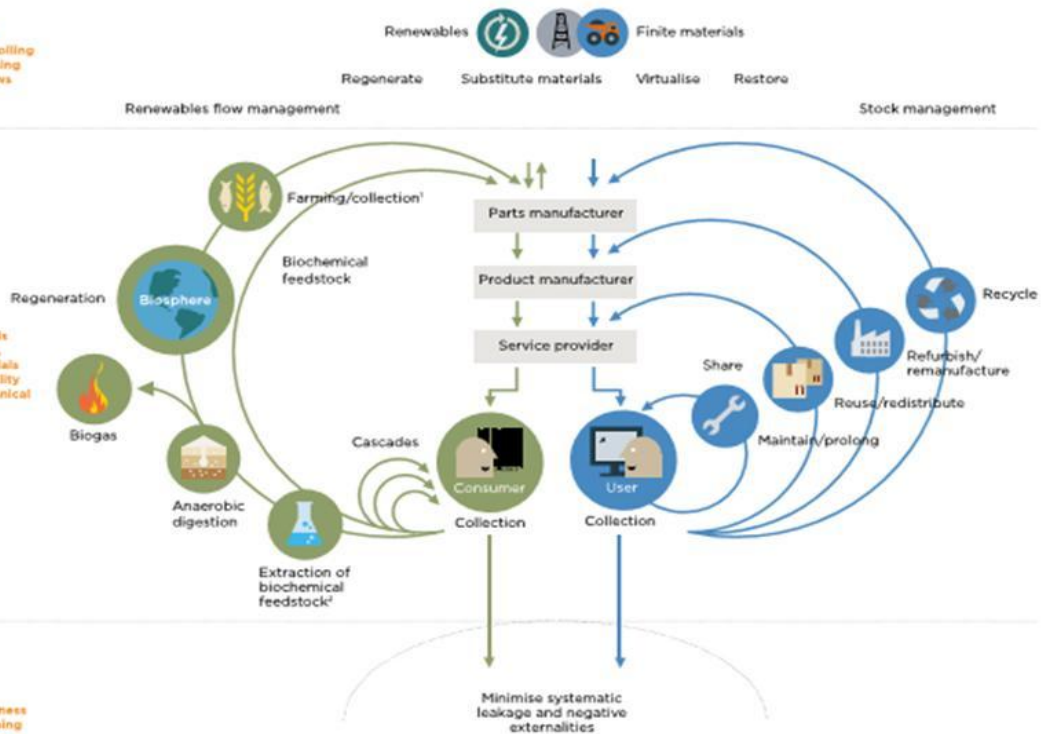 Renewables
Finite materials
Regenerate
Substitute materials
Virtualise
Restore
Renewables flow management
Stock management
Farming/collection¹
Parts manufacturer
Biochemical
feedstock
Product manufacturer
Regeneration
Biosphere
Recycle
Service provider
Share
Refurbish/
remanufacture
Reuse/redistribute
Biogas
Cascades
Maintain/prolong
Consumer
User
Anaerobic
digestion
Collection
Collection
Extraction of
biochemical
feedstock²
Minimise systematic
leakage and negative
externalities